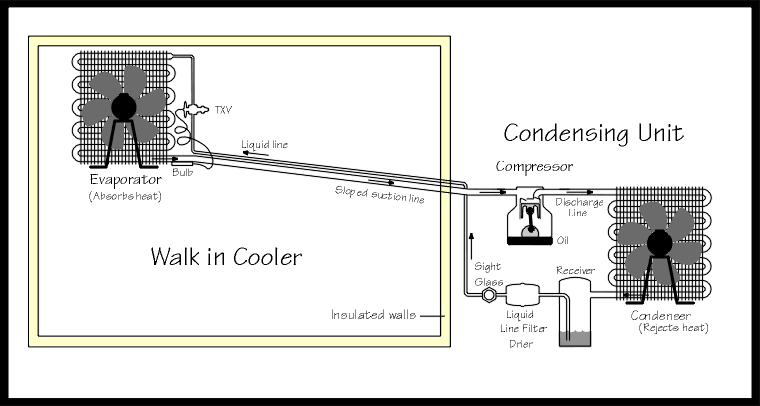 TXV
Liquid line
Condensing Unit
Compressor
Bulb
Evaporator
(Absorbs heat)
Sloped suction line
Discharge
Line
Oil
Walk in Cooler
Sight
Glass
Receiver
Insulated walls
Liquid
Line Filter
Drier
Condenser
(Rejects heat)